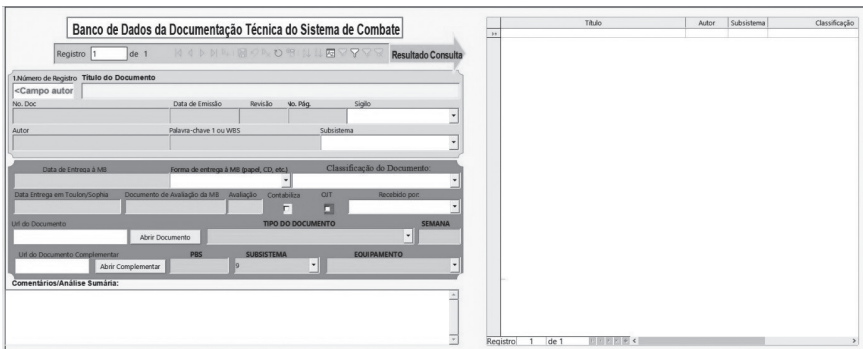 Banco de Dados da Documentação Técnica do Sistema de Combate
Registro 1 de 1
Resultado Consulta
1.Número de Registro Título do Documento
<Campo autor
No. Doc Data de Emissão Revisão No. Pág. Sigilo
Autor Palavra-chave 1 ou WBS Subsistema
Data de Entrega à MB Forma de entrega à MB (papel, CD, etc.) Classificação do Documento:
Data Entrega em Toulon/Sophia Documento de Avaliação da MB Avaliação Contabiliza OJT Recebido por:
Url do Documento TIPO DO DOCUMENTO SEMANA
Abrir Documento
Url do Documento Complementar PBS SUBSISTEMA EQUIPAMENTO
Abrir Complementar 9
Comentários/Análise Sumária:
Título Autor Subsistema Classificação
Registro 1 de 1